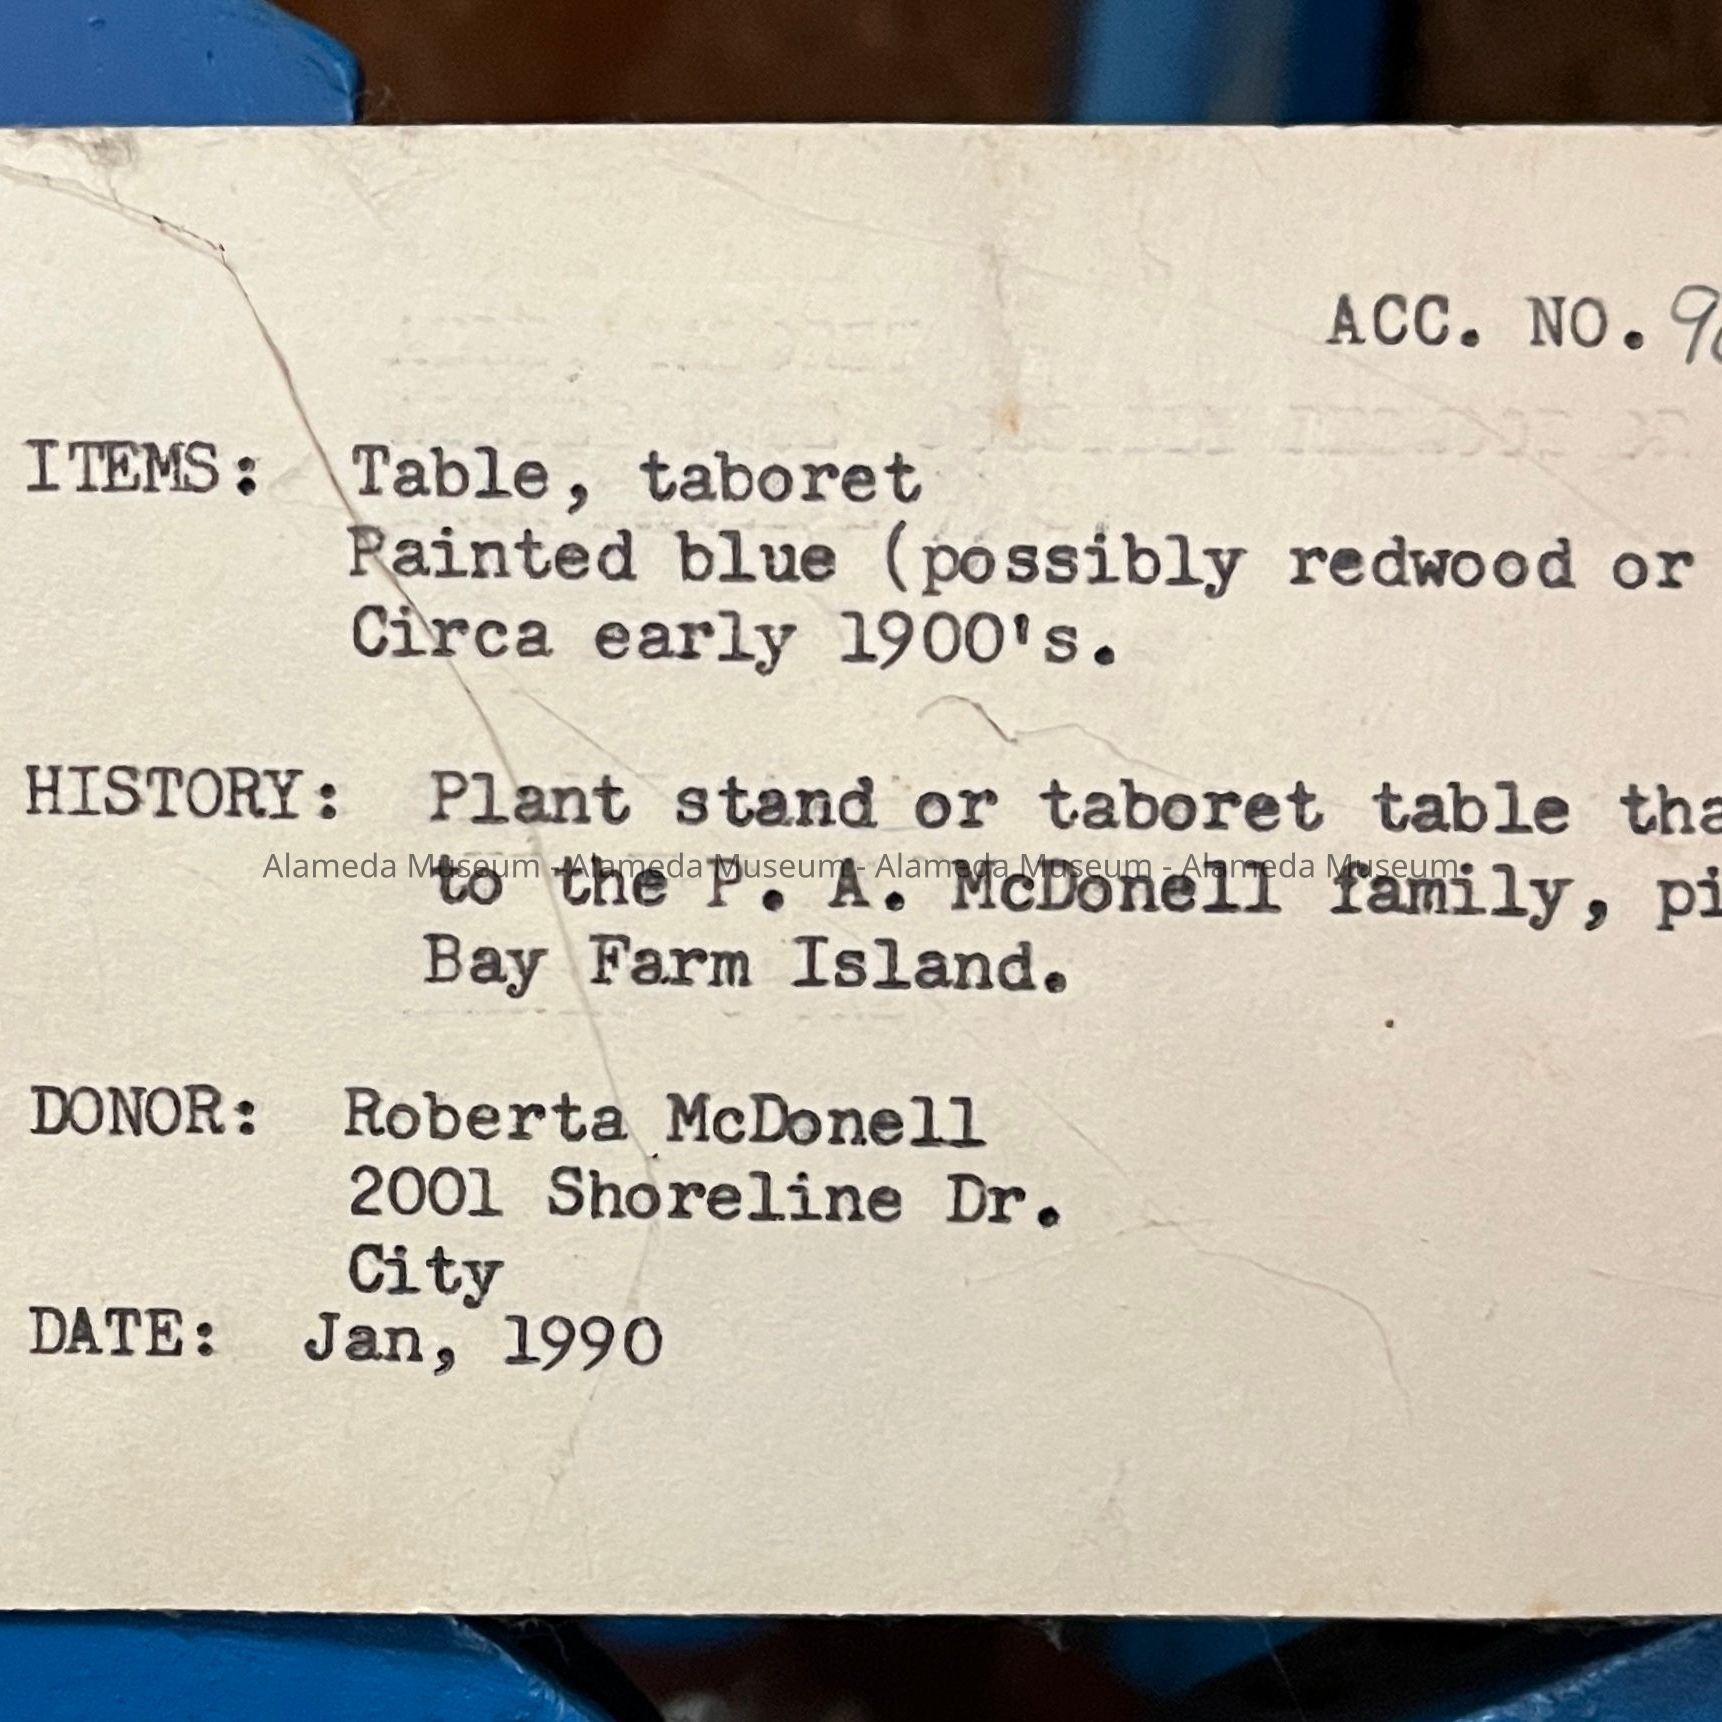 ACC. NO.
ITEMS: Table, taboret
Painted blue (possibly redwood or
Circa early 1900's.
HISTORY: Plant stand or taboret table
Alameda Museum - Alameda Museum - Alameda Museum - Alameda Museum
to the P. A. McDonell family,
Bay Farm Island.
DONOR: Roberta McDonell
2001 Shoreline Dr.
City
DATE: Jan, 1990